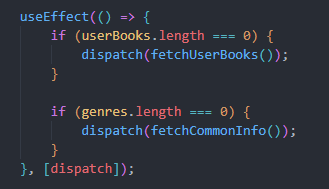 useEffect(() => {
    if (userBooks.length === 0) {
        dispatch(fetchUserBooks());
    }

    if (genres.length === 0) {
        dispatch(fetchCommonInfo());
    }
}, [dispatch]);